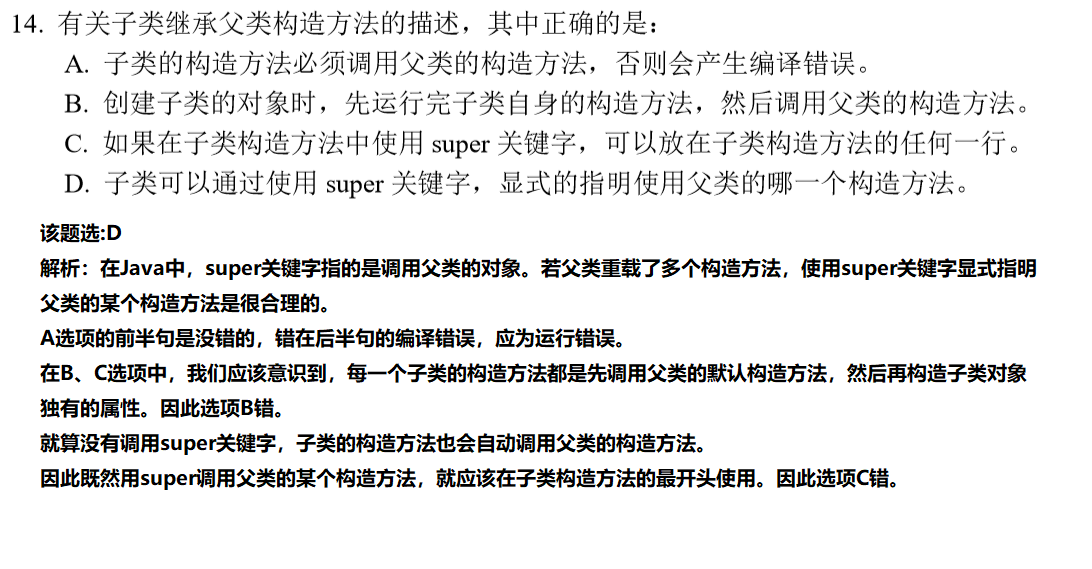 14. 有关子类继承父类构造方法的描述，其中正确的是：
A. 子类的构造方法必须调用父类的构造方法，否则会产生编译错误。
B. 创建子类的对象时，先运行完子类自身的构造方法，然后调用父类的构造方法。
C. 如果在子类构造方法中使用 super 关键字，可以放在子类构造方法的任何一行。
D. 子类可以通过使用 super 关键字，显式的指明使用父类的哪一个构造方法。
该题选:D
解析：在Java中，super关键字指的是调用父类的对象。若父类重载了多个构造方法，使用super关键字显式指明
父类的某个构造方法是很合理的。
A选项的前半句是没错的，错在后半句的编译错误，应为运行错误。
在B、C选项中，我们应该意识到，每一个子类的构造方法都是先调用父类的默认构造方法，然后再构造子类对象
独有的属性。因此选项B错。
就算没有调用super关键字，子类的构造方法也会自动调用父类的构造方法。
因此既然用super调用父类的某个构造方法，就应该在子类构造方法的最开头使用。因此选项C错。